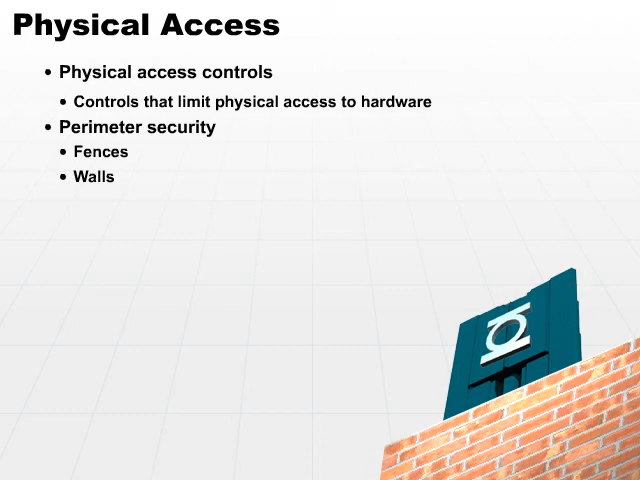 Physical Access
• Physical access controls
• Controls that limit physical access to hardware
• Perimeter security
• Fences
• Walls